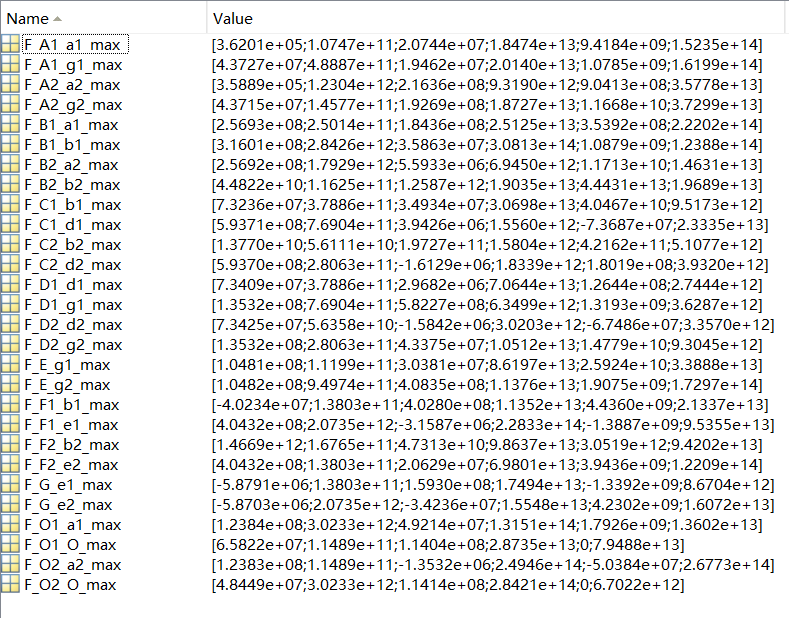 Name Value
F_A1_a1_max [3.6201e+05;1.0747e+11;2.0744e+07;1.8474e+13;9.4184e+09;1.5235e+14]
F_A1_g1_max [4.3727e+07;4.8887e+11;1.9462e+07;2.0140e+13;1.0785e+09;1.6199e+14]
F_A2_a2_max [3.5889e+05;1.2304e+12;2.1636e+08;9.3190e+12;9.0413e+08;3.5778e+13]
F_A2_g2_max [4.3715e+07;1.4577e+11;1.9269e+08;1.8727e+13;1.1668e+10;3.7299e+13]
F_B1_a1_max [2.5693e+08;2.5014e+11;1.8436e+08;2.5125e+13;3.5392e+08;2.2202e+14]
F_B1_b1_max [3.1601e+08;2.8426e+12;3.5863e+07;3.0813e+14;1.0879e+09;1.2388e+14]
F_B2_a2_max [2.5692e+08;1.7929e+12;5.5933e+06;6.9450e+12;1.1713e+10;1.4631e+13]
F_B2_b2_max [4.4822e+10;1.1625e+11;1.2587e+12;1.9035e+13;4.4431e+13;1.9689e+13]
F_C1_b1_max [7.3236e+07;3.7886e+11;3.4934e+07;3.0698e+13;4.0467e+10;9.5173e+12]
F_C1_d1_max [5.9371e+08;7.6904e+11;3.9426e+06;1.5560e+12;-7.3687e+07;2.3335e+13]
F_C2_b2_max [1.3770e+10;5.6111e+10;1.9727e+11;1.5804e+12;4.2162e+11;5.1077e+12]
F_C2_d2_max [5.9370e+08;2.8063e+11;-1.6129e+06;1.8339e+12;1.8019e+08;3.9320e+12]
F_D1_d1_max [7.3409e+07;3.7886e+11;2.9682e+06;7.0644e+13;1.2644e+08;2.7444e+12]
F_D1_g1_max [1.3532e+08;7.6904e+11;5.8227e+08;6.3499e+12;1.3193e+09;3.6287e+12]
F_D2_d2_max [7.3425e+07;5.6358e+10;-1.5842e+06;3.0203e+12;-6.7486e+07;3.3570e+12]
F_D2_g2_max [1.3532e+08;2.8063e+11;4.3375e+07;1.0512e+13;1.4779e+10;9.3045e+12]
F_E_g1_max [1.0481e+08;1.1199e+11;3.0381e+07;8.6197e+13;2.5924e+10;3.3888e+13]
F_E_g2_max [1.0482e+08;9.4974e+11;4.0835e+08;1.1376e+13;1.9075e+09;1.7297e+14]
F_F1_b1_max [-4.0234e+07;1.3803e+11;4.0280e+08;1.1352e+13;4.4360e+09;2.1337e+13]
F_F1_e1_max [4.0432e+08;2.0735e+12;-3.1587e+06;2.2833e+14;-1.3887e+09;9.5355e+13]
F_F2_b2_max [1.4669e+12;1.6765e+11;4.7313e+10;9.8637e+13;3.0519e+12;9.4202e+13]
F_F2_e2_max [4.0432e+08;1.3803e+11;2.0629e+07;6.9801e+13;3.9436e+09;1.2209e+14]
F_G_e1_max [-5.8791e+06;1.3803e+11;1.5930e+08;1.7494e+13;-1.3392e+09;8.6704e+12]
F_G_e2_max [-5.8703e+06;2.0735e+12;-3.4236e+07;1.5548e+13;4.2302e+09;1.6072e+13]
F_O1_a1_max [1.2384e+08;3.0233e+12;4.9214e+07;1.3151e+14;1.7926e+09;1.3602e+13]
F_O1_O_max [6.5822e+07;1.1489e+11;1.1404e+08;2.8735e+13;0;7.9488e+13]
F_O2_a2_max [1.2383e+08;1.1489e+11;-1.3532e+06;2.4946e+14;-5.0384e+07;2.6773e+14]
F_O2_O_max [4.8449e+07;3.0233e+12;1.1414e+08;2.8421e+14;0;6.7022e+12]